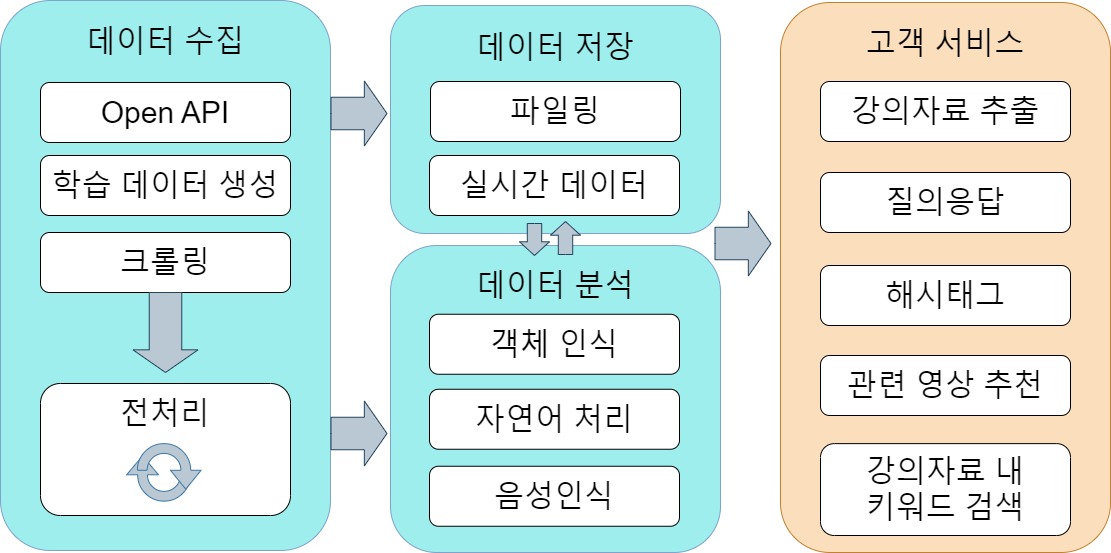 데이터 수집
Open API
학습 데이터 생성
크롤링
전처리
데이터 저장
파일링
실시간 데이터
데이터 분석
객체 인식
자연어 처리
음성인식
고객 서비스
강의자료 추출
질의응답
해시태그
관련 영상 추천
강의자료 내
키워드 검색